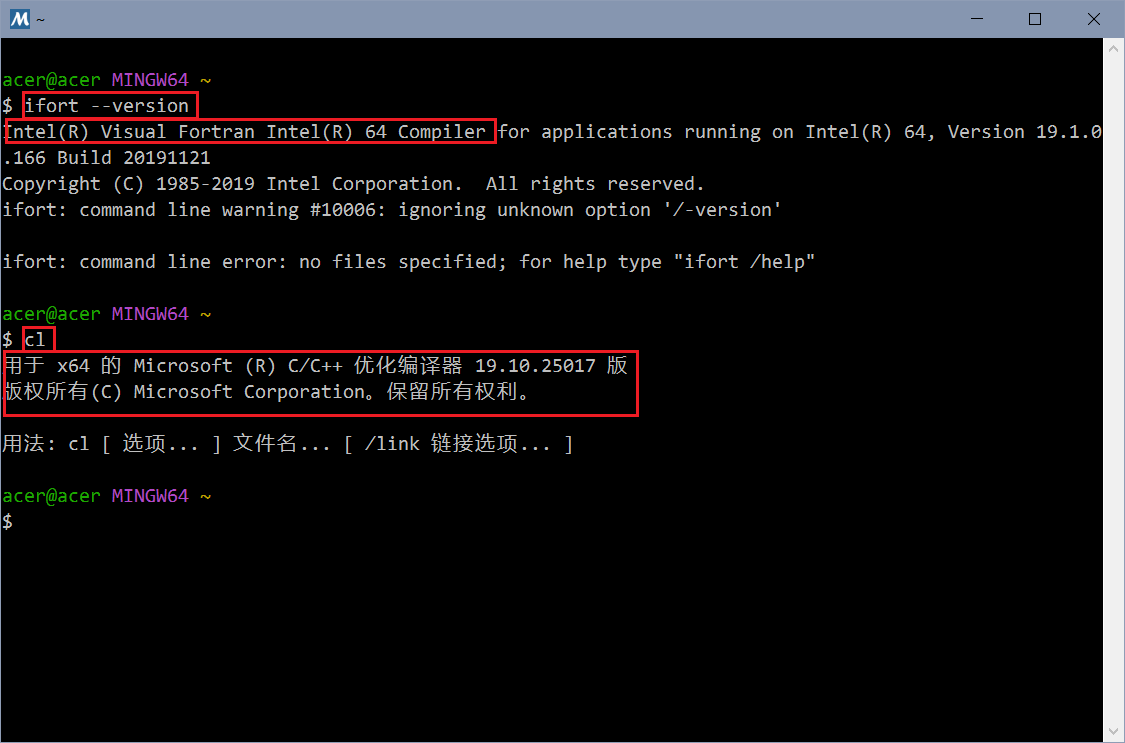 M ~
acer@acer MINGW64 ~
$ ifort --version
Intel(R) Visual Fortran Intel(R) 64 Compiler for applications running on Intel(R) 64, Version 19.1.0
.166 Build 20191121
Copyright (C) 1985-2019 Intel Corporation.  All rights reserved.
ifort: command line warning #10006: ignoring unknown option '/-version'
ifort: command line error: no files specified; for help type "ifort /help"
acer@acer MINGW64 ~
$ cl
用于 x64 的 Microsoft (R) C/C++ 优化编译器 19.10.25017 版
版权所有(C) Microsoft Corporation。保留所有权利。
用法: cl [ 选项... ] 文件名... [ /link 链接选项... ]
acer@acer MINGW64 ~
$